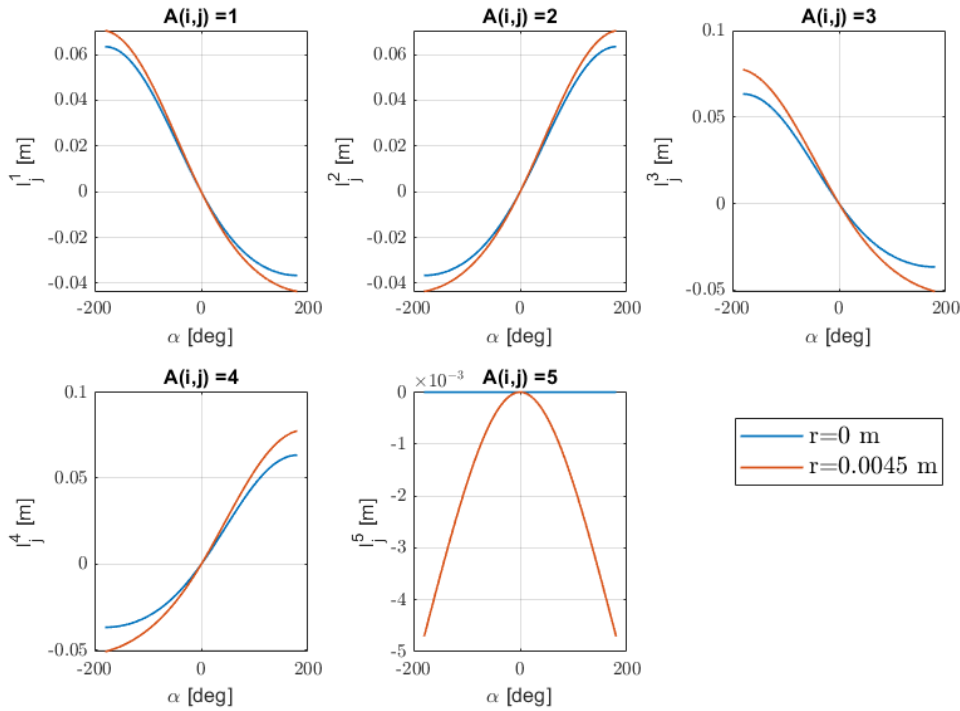 A(i,j) =1
0.06
0.04
0.02
0
-0.02
-0.04
-200
0
200
α [deg]
l_j^1 [m]
A(i,j) =2
0.06
0.04
0.02
0
-0.02
-0.04
-200
0
200
α [deg]
l_j^2 [m]
A(i,j) =3
0.1
0.05
0
-0.05
-200
0
200
α [deg]
l_j^3 [m]
A(i,j) =4
0.1
0.05
0
-0.05
-200
0
200
α [deg]
l_j^4 [m]
A(i,j) =5
×10^-3
0
-1
-2
-3
-4
-5
-200
0
200
α [deg]
l_j^5 [m]
r=0 m
r=0.0045 m